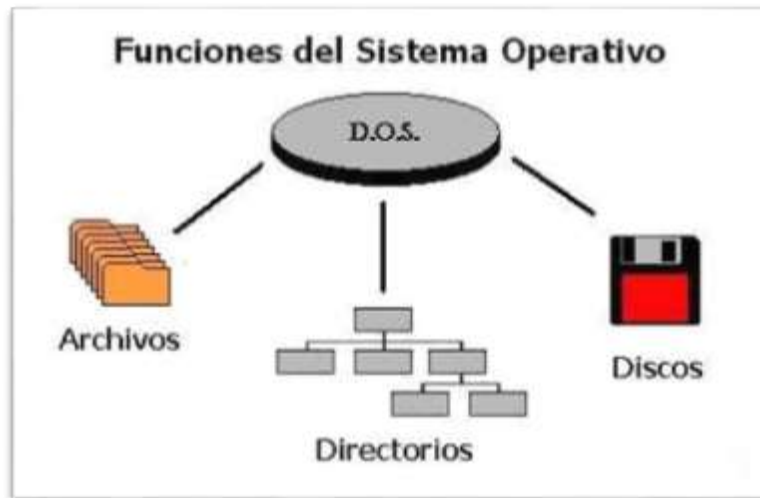 Funciones del Sistema Operativo
D.O.S.
Archivos
Directorios
Discos